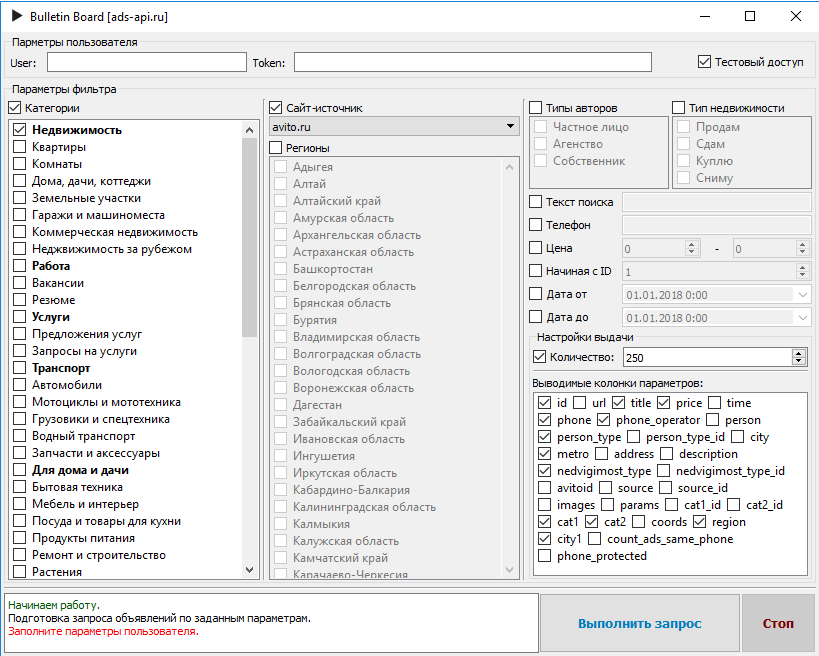 Bulletin Board [ads-api.ru]
Парметры пользователя
User: Token: Тестовый доступ
Параметры фильтра
Категории
Недвижимость
Квартиры
Комнаты
Дома, дачи, коттеджи
Земельные участки
Гаражи и машиноместа
Коммерческая недвижимость
Неджвижимость за рубежом
Работа
Вакансии
Резюме
Услуги
Предложения услуг
Запросы на услуги
Транспорт
Автомобили
Мотоциклы и мототехника
Грузовики и спецтехника
Водный транспорт
Запчасти и аксессуары
Для дома и дачи
Бытовая техника
Мебель и интерьер
Посуда и товары для кухни
Продукты питания
Ремонт и строительство
Растения
Сайт-источник
avito.ru
Регионы
Адыгея
Алтай
Алтайский край
Амурская область
Архангельская область
Астраханская область
Башкортостан
Белгородская область
Брянская область
Бурятия
Владимирская область
Волгоградская область
Вологодская область
Воронежская область
Дагестан
Забайкальский край
Ивановская область
Ингушетия
Иркутская область
Кабардино-Балкария
Калининградская область
Калмыкия
Калужская область
Камчатский край
Карачаево-Черкесия
Типы авторов
Частное лицо
Агенство
Собственник
Тип недвижимости
Продам
Сдам
Куплю
Сниму
Текст поиска
Телефон
Цена 0 - 0
Начиная с ID 1
Дата от 01.01.2018 0:00
Дата до 01.01.2018 0:00
Настройки выдачи
Количество: 250
Выводимые колонки параметров:
id url title price time
phone phone_operator person
person_type person_type_id city
metro address description
nedvigimost_type nedvigimost_type_id
avitoid source source_id
images params cat1_id cat2_id
cat1 cat2 coords region
city1 count_ads_same_phone
phone_protected
Начинаем работу.
Подготовка запроса объявлений по заданным параметрам.
Заполните параметры пользователя.
Выполнить запрос
Стоп